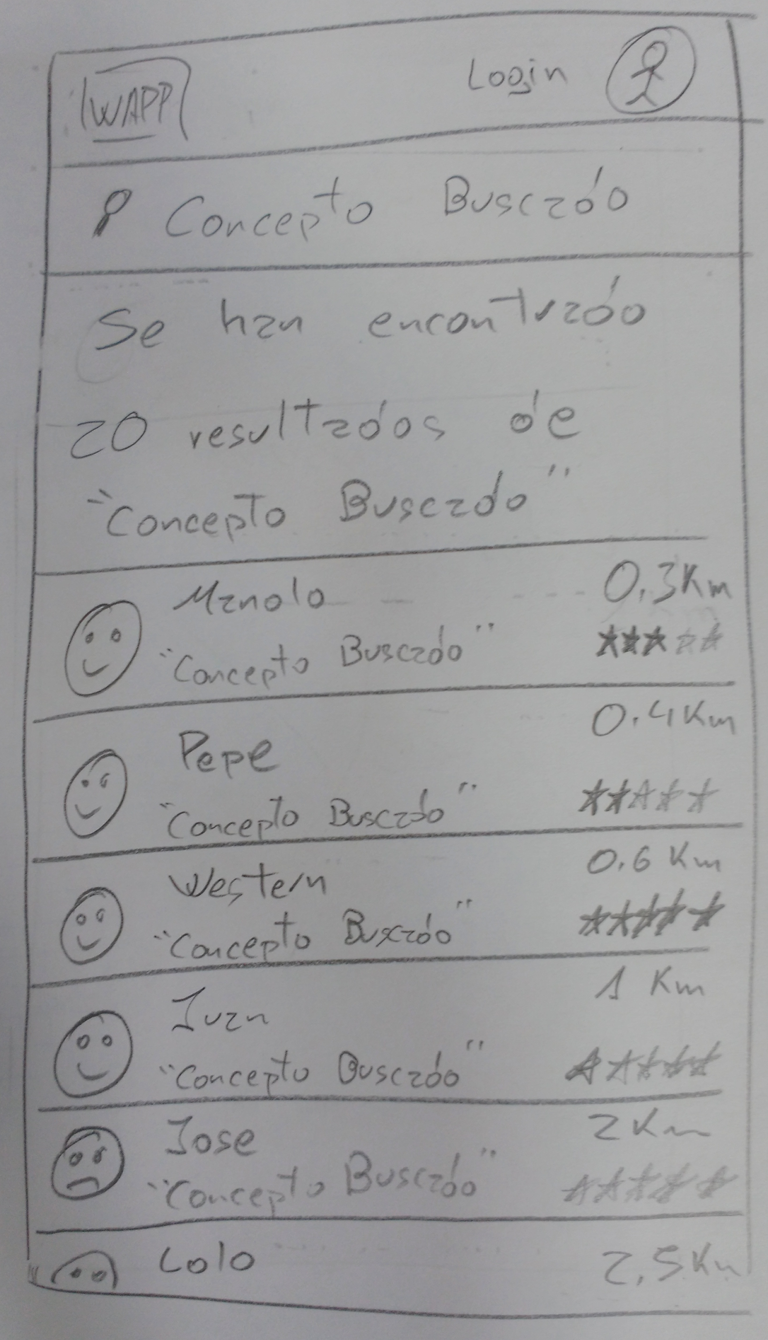 WAPP Login
Concepto Buscado
Se han encontrado
20 resultados de
"Concepto Buscado"
Manolo 0.3Km
"Concepto Buscado"
Pepe 0.4Km
"Concepto Buscado"
Western 0.6 Km
"Concepto Buscado"
Juan 1 Km
"Concepto Buscado"
Jose 2Km
"Concepto Buscado"
Lolo 2,5Km